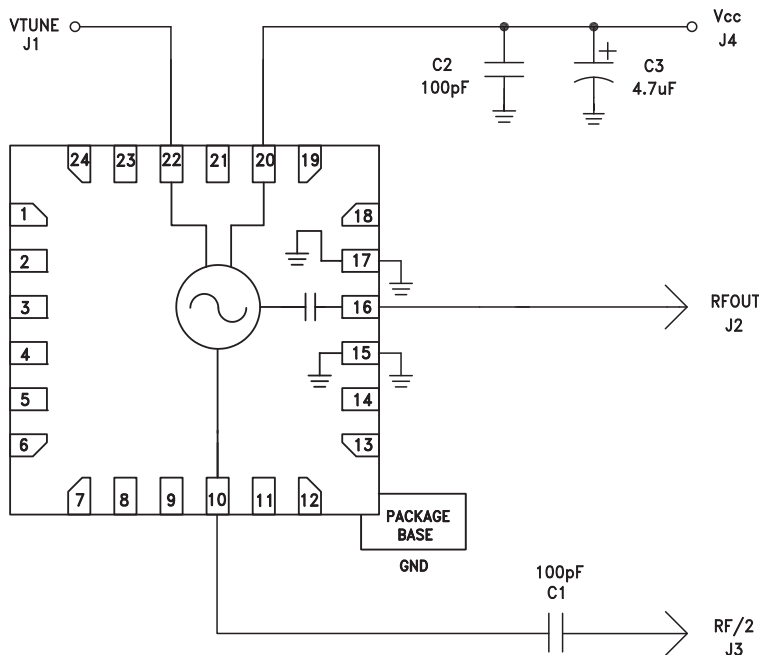 VTUNE
J1
Vcc
J4
C2
100pF
+
C3
4.7uF
24 23 22 21 20 19
1
2
3
4
5
6
18
17
16
15
14
13
7 8 9 10 11 12
RFOUT
J2
PACKAGE
BASE
GND
100pF
C1
RF/2
J3